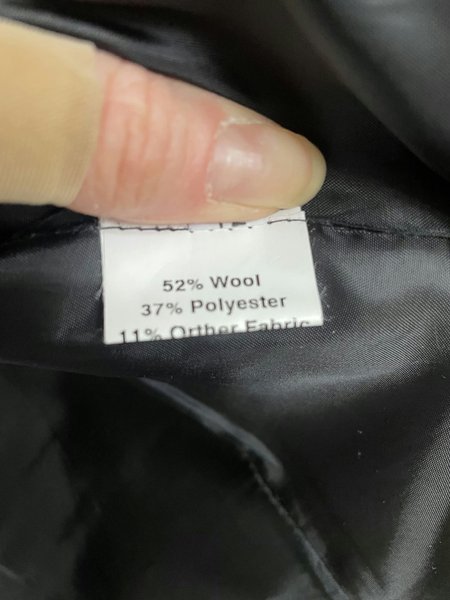 52% Wool
37% Polyester
11% Orther Fabric